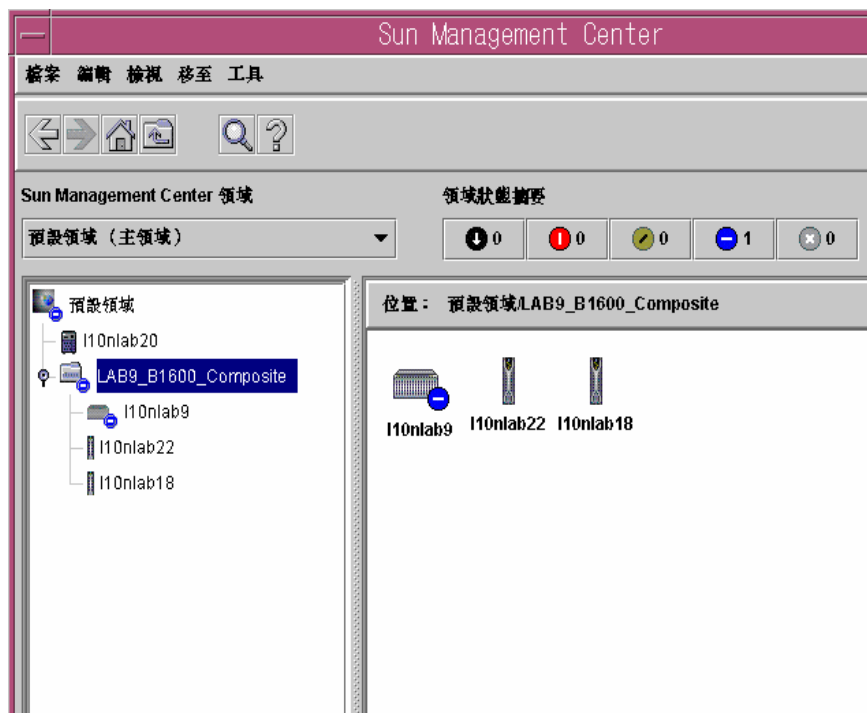 Sun Management Center
檔案 編輯 檢視 移至 工具
Sun Management Center 領域
領域狀態摘要
預設領域 (主領域)
0 0 0 1 0
預設領域
l10nlab20
LAB9_B1600_Composite
l10nlab9
l10nlab22
l10nlab18
位置: 預設領域/LAB9_B1600_Composite
l10nlab9 l10nlab22 l10nlab18